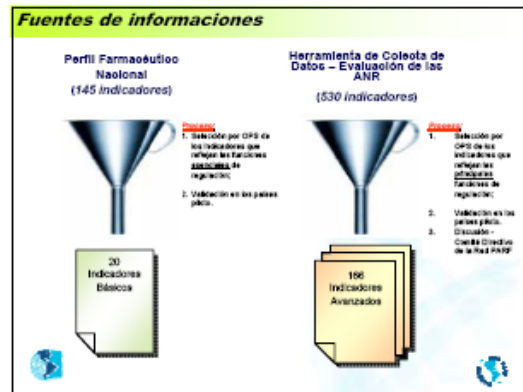 Fuentes de informaciones
Perfil Farmacéutico
Nacional
(145 indicadores)
Proceso:
1. Selección por OPS de
los indicadores que
reflejan las funciones
esenciales de
regulación;
2. Validación en los países
piloto.
20
Indicadores
Básicos
Herramienta de Colecta de
Datos – Evaluación de las
ANR
(530 indicadores)
Proceso:
1. Selección por
OPS de los
indicadores que
reflejan las
principales
funciones de
regulación;
2. Validación en los
países piloto.
3. Discusión -
Comité Directivo
de la Red PARF
166
Indicadores
Avanzados